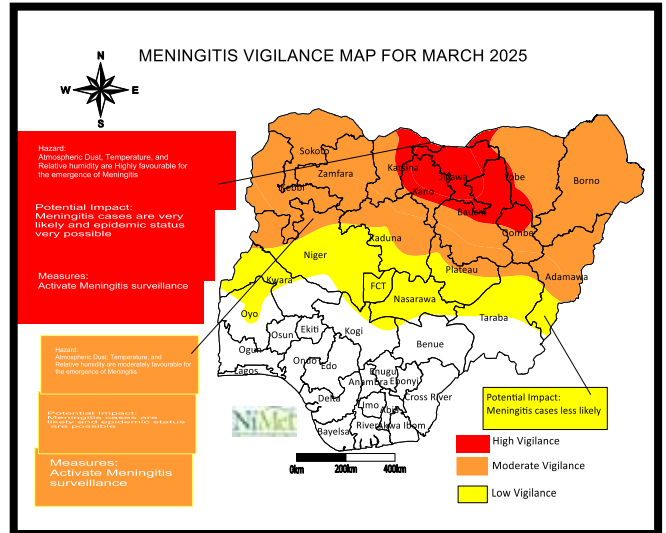 MENINGITIS VIGILANCE MAP FOR MARCH 2025
N
W
E
S
Hazard:
Atmospheric Dust, Temperature, and
Relative humidity are Highly favourable for
the emergence of Meningitis
Potential Impact:
Meningitis cases are very
likely and epidemic status
very possible
Measures:
Activate Meningitis surveillance
Hazard:
Atmospheric Dust, Temperature, and
Relative humidity are moderately favourable for
the emergence of Meningitis
Potential Impact:
Meningitis cases are
likely and epidemic status
are possible
Measures:
Activate Meningitis
surveillance
Sokoto
Zamfara
Kebbi
Katsina
Kano
Jigawa
Yobe
Borno
Bauchi
Gombe
Kaduna
Niger
Plateau
Adamawa
Kwara
FCT
Nasarawa
Oyo
Taraba
Ekiti
Kogi
Osun
Benue
Ogun
Ondo
Edo
Lagos
Enugu
Anambra
Ebonyi
Delta
Imo
Abia
Cross River
Bayelsa
Rivers
Akwa Ibom
NiMet
0km
200km
400km
Potential Impact:
Meningitis cases less likely
High Vigilance
Moderate Vigilance
Low Vigilance